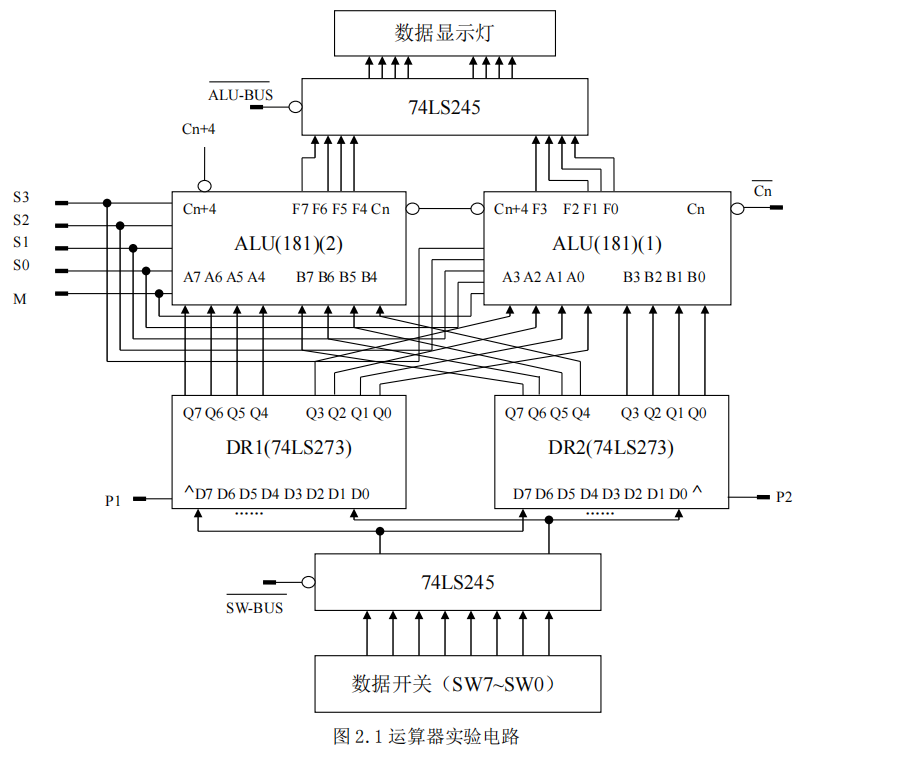 数据显示灯
ALU-BUS
74LS245
Cn+4
Cn
S3
S2
S1
S0
M
Cn+4 F7 F6 F5 F4 Cn
ALU(181)(2)
A7 A6 A5 A4 B7 B6 B5 B4
Cn+4 F3 F2 F1 F0 Cn
ALU(181)(1)
A3 A2 A1 A0 B3 B2 B1 B0
Q7 Q6 Q5 Q4 Q3 Q2 Q1 Q0
DR1(74LS273)
^D7 D6 D5 D4 D3 D2 D1 D0
......
P1
Q7 Q6 Q5 Q4 Q3 Q2 Q1 Q0
DR2(74LS273)
D7 D6 D5 D4 D3 D2 D1 D0 ^
......
P2
74LS245
SW-BUS
数据开关（SW7~SW0）
图 2.1 运算器实验电路